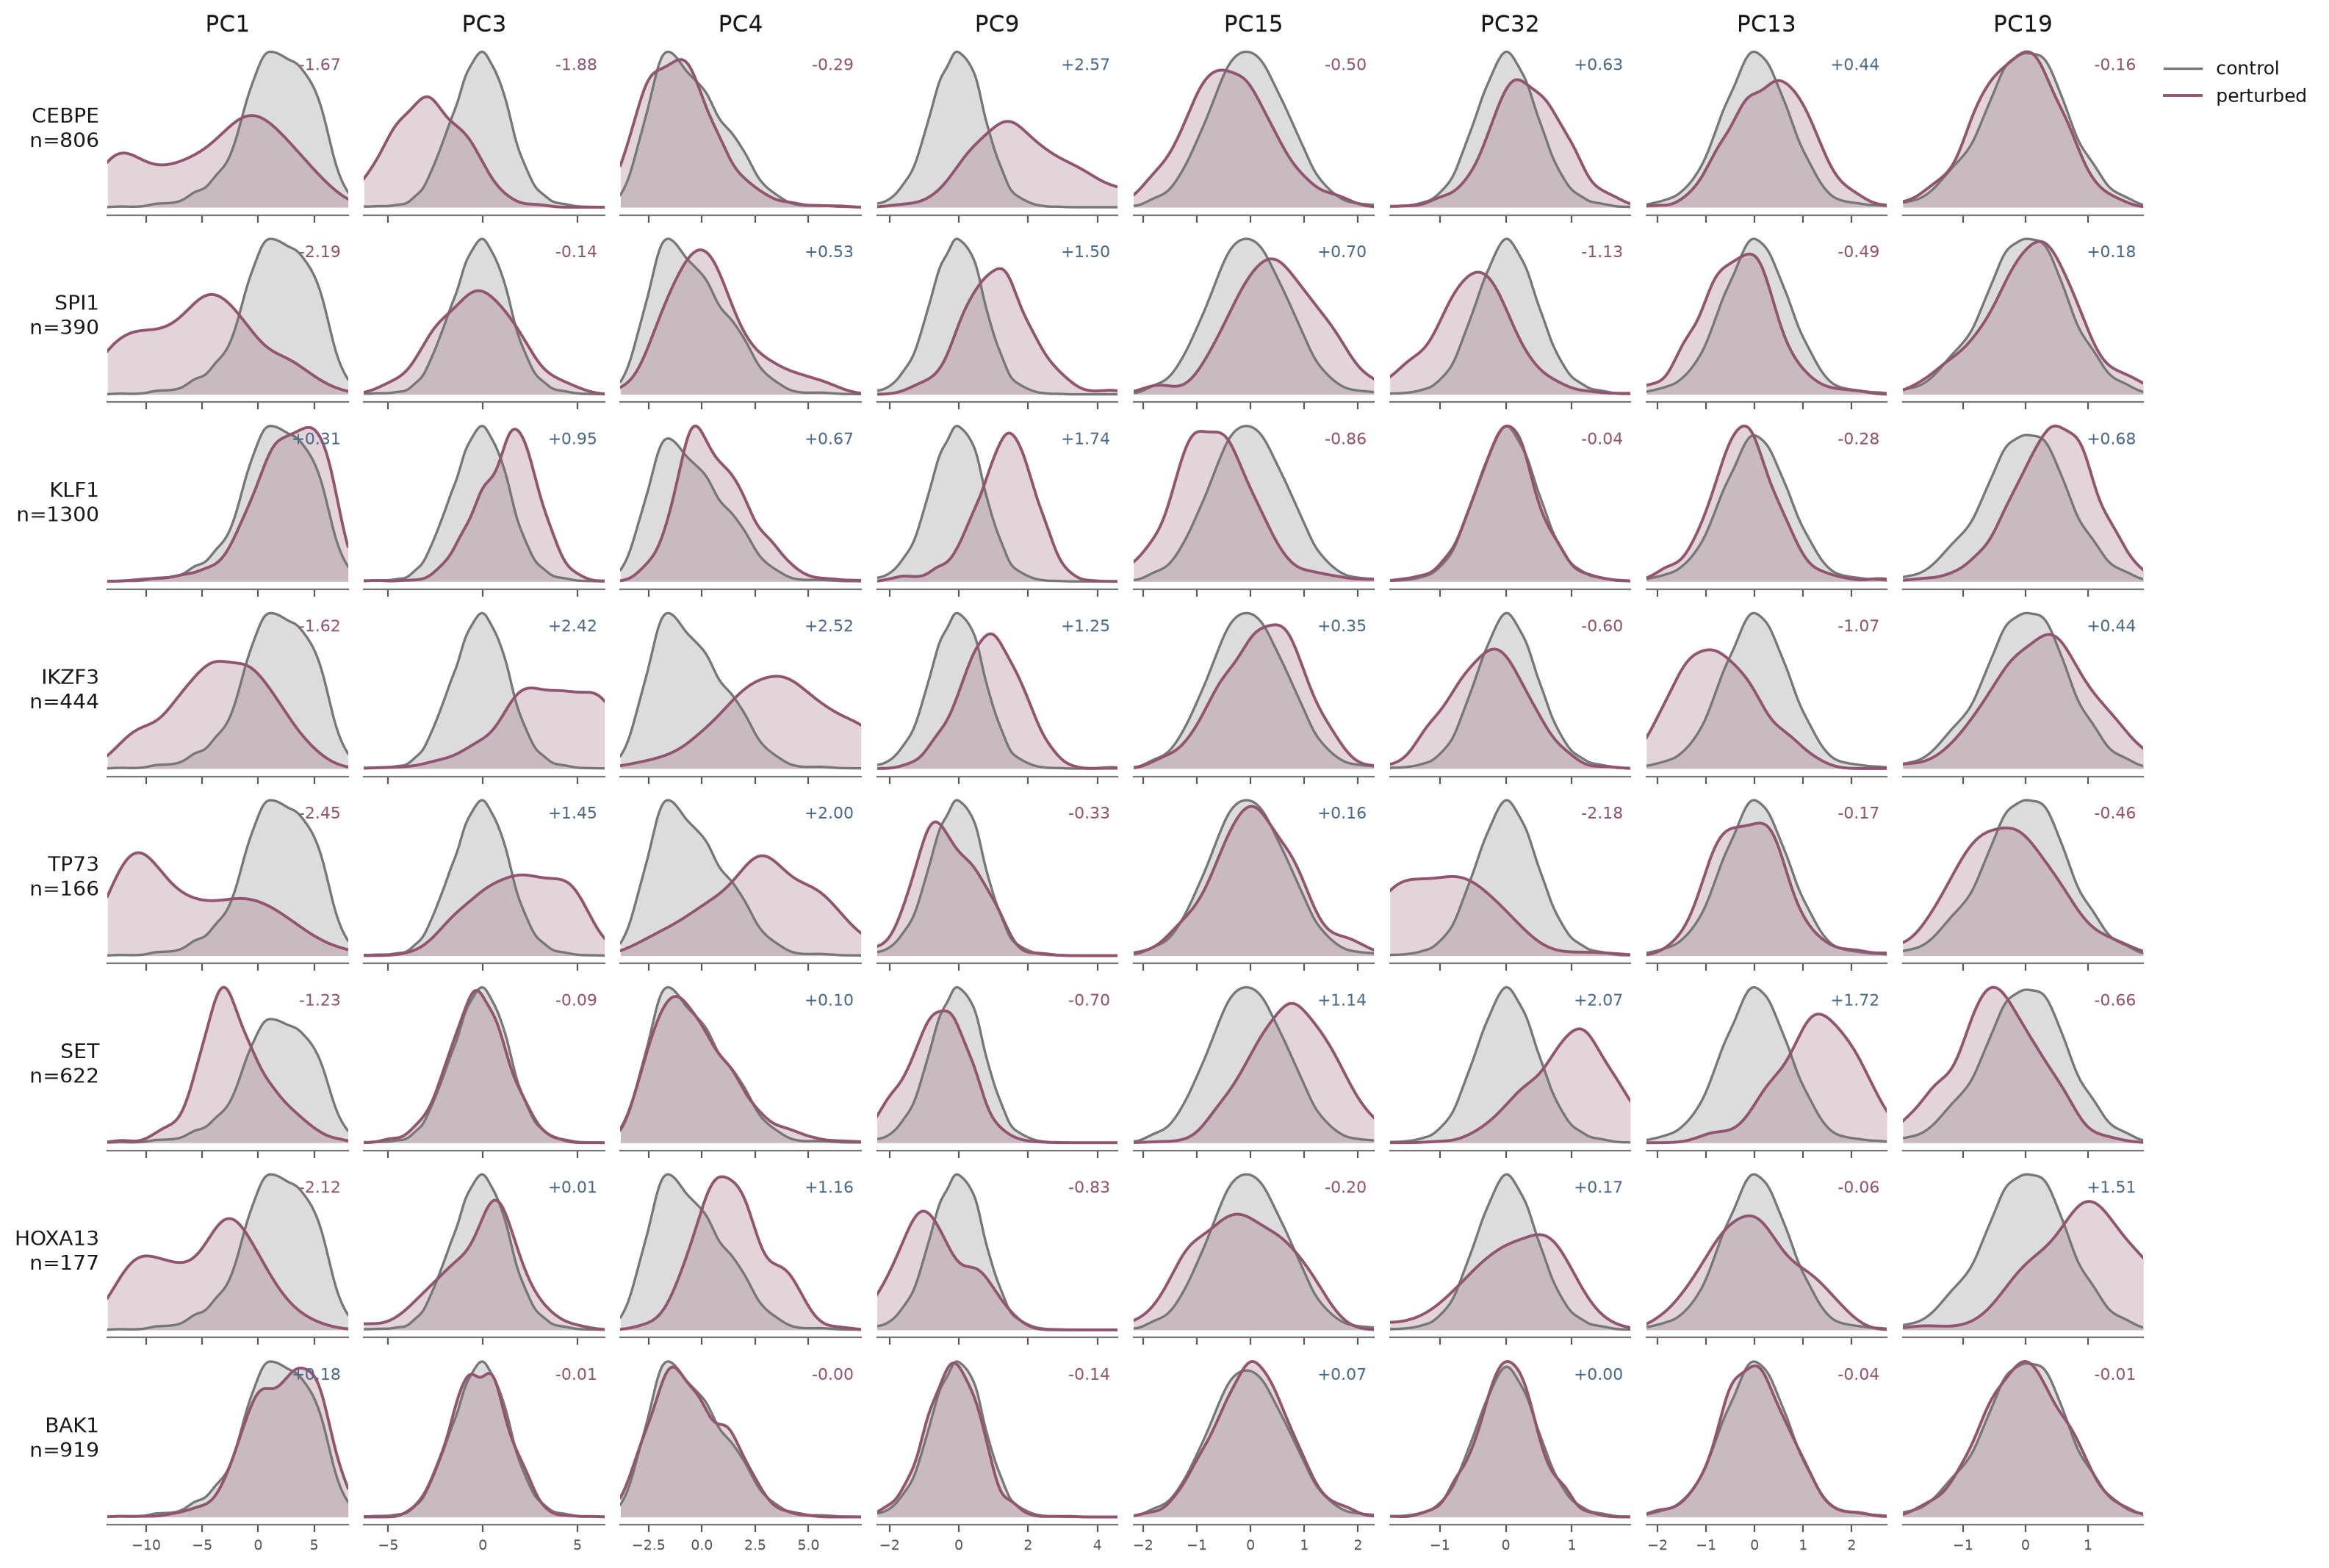 PC1 PC3 PC4 PC9 PC15 PC32 PC13 PC19
control
perturbed
CEBPE
n=806
-1.67 -1.88 -0.29 +2.57 -0.50 +0.63 +0.44 -0.16
SPI1
n=390
-2.19 -0.14 +0.53 +1.50 +0.70 -1.13 -0.49 +0.18
KLF1
n=1300
+0.31 +0.95 +0.67 +1.74 -0.86 -0.04 -0.28 +0.68
IKZF3
n=444
-1.62 +2.42 +2.52 +1.25 +0.35 -0.60 -1.07 +0.44
TP73
n=166
-2.45 +1.45 +2.00 -0.33 +0.16 -2.18 -0.17 -0.46
SET
n=622
-1.23 -0.09 +0.10 -0.70 +1.14 +2.07 +1.72 -0.66
HOXA13
n=177
-2.12 +0.01 +1.16 -0.83 -0.20 +0.17 -0.06 +1.51
BAK1
n=919
+0.18 -0.01 -0.00 -0.14 +0.07 +0.00 -0.04 -0.01
−10 −5 0 5 −5 0 5 −2.5 0.0 2.5 5.0 −2 0 2 4 −2 −1 0 1 2 −1 0 1 −2 −1 0 1 2 −1 0 1